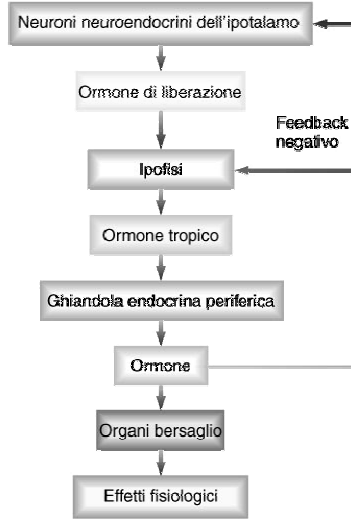 Neuroni neuroendocrini dell'ipotalamo
Ormone di liberazione
Feedback
negativo
Ipofisi
Ormone tropico
Ghiandola endocrina periferica
Ormone
Organi bersaglio
Effetti fisiologici